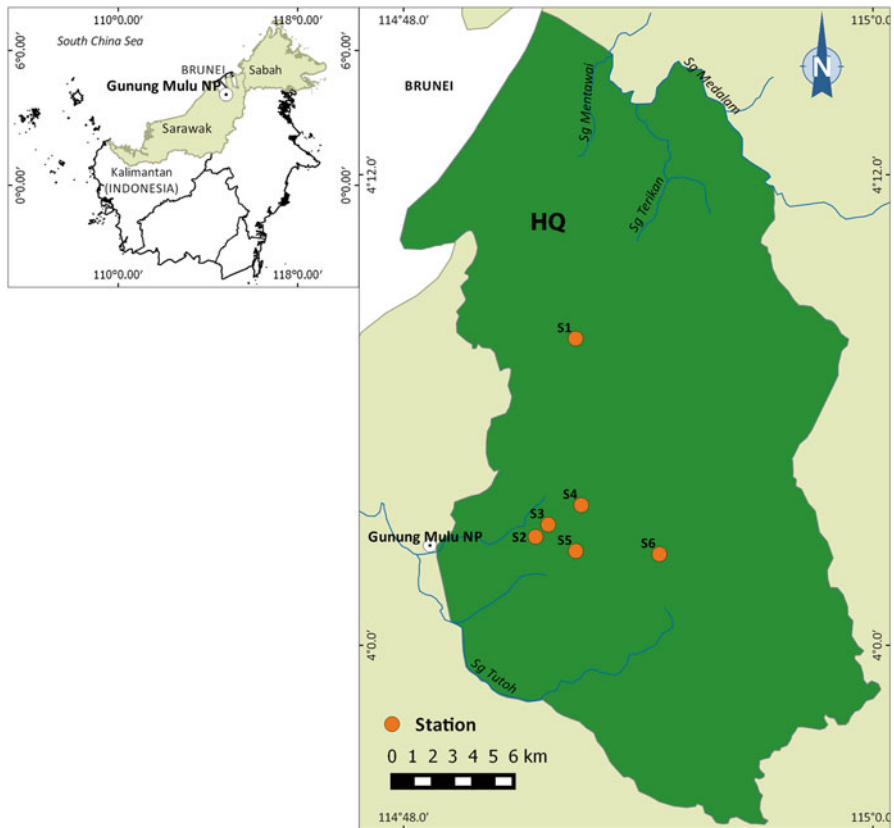 110°0.00'
118°0.00'
6°0.00'
6°0.00'
South China Sea
BRUNEI
Sabah
Gunung Mulu NP
Sarawak
Kalimantan
(INDONESIA)
0°0.00'
0°0.00'
110°0.00'
118°0.00'
114°48.0'
115°0.0'
BRUNEI
Sg Mentawai
Sg Medalam
N
4°12.0'
4°12.0'
Sg Terikan
HQ
S1
S4
S3
S2
S5
S6
Gunung Mulu NP
4°0.0'
4°0.0'
Sg Tutoh
Station
0 1 2 3 4 5 6 km
114°48.0'
115°0.0'